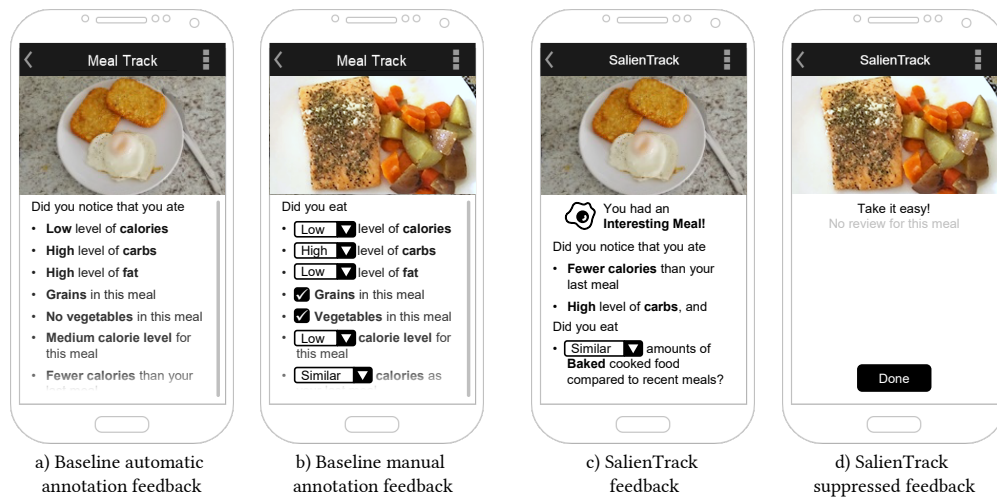 Meal Track
Did you notice that you ate
• Low level of calories
• High level of carbs
• High level of fat
• Grains in this meal
• No vegetables in this meal
• Medium calorie level for
this meal
• Fewer calories than your
last meal
a) Baseline automatic
annotation feedback
Meal Track
Did you eat
• Low level of calories
• High level of carbs
• Low level of fat
• Grains in this meal
• Vegetables in this meal
• Low calorie level for
this meal
• Similar calories as
b) Baseline manual
annotation feedback
SalienTrack
You had an
Interesting Meal!
Did you notice that you ate
• Fewer calories than your
last meal
• High level of carbs, and
Did you eat
• Similar amounts of
Baked cooked food
compared to recent meals?
c) SalienTrack
feedback
SalienTrack
Take it easy!
No review for this meal
Done
d) SalienTrack
suppressed feedback